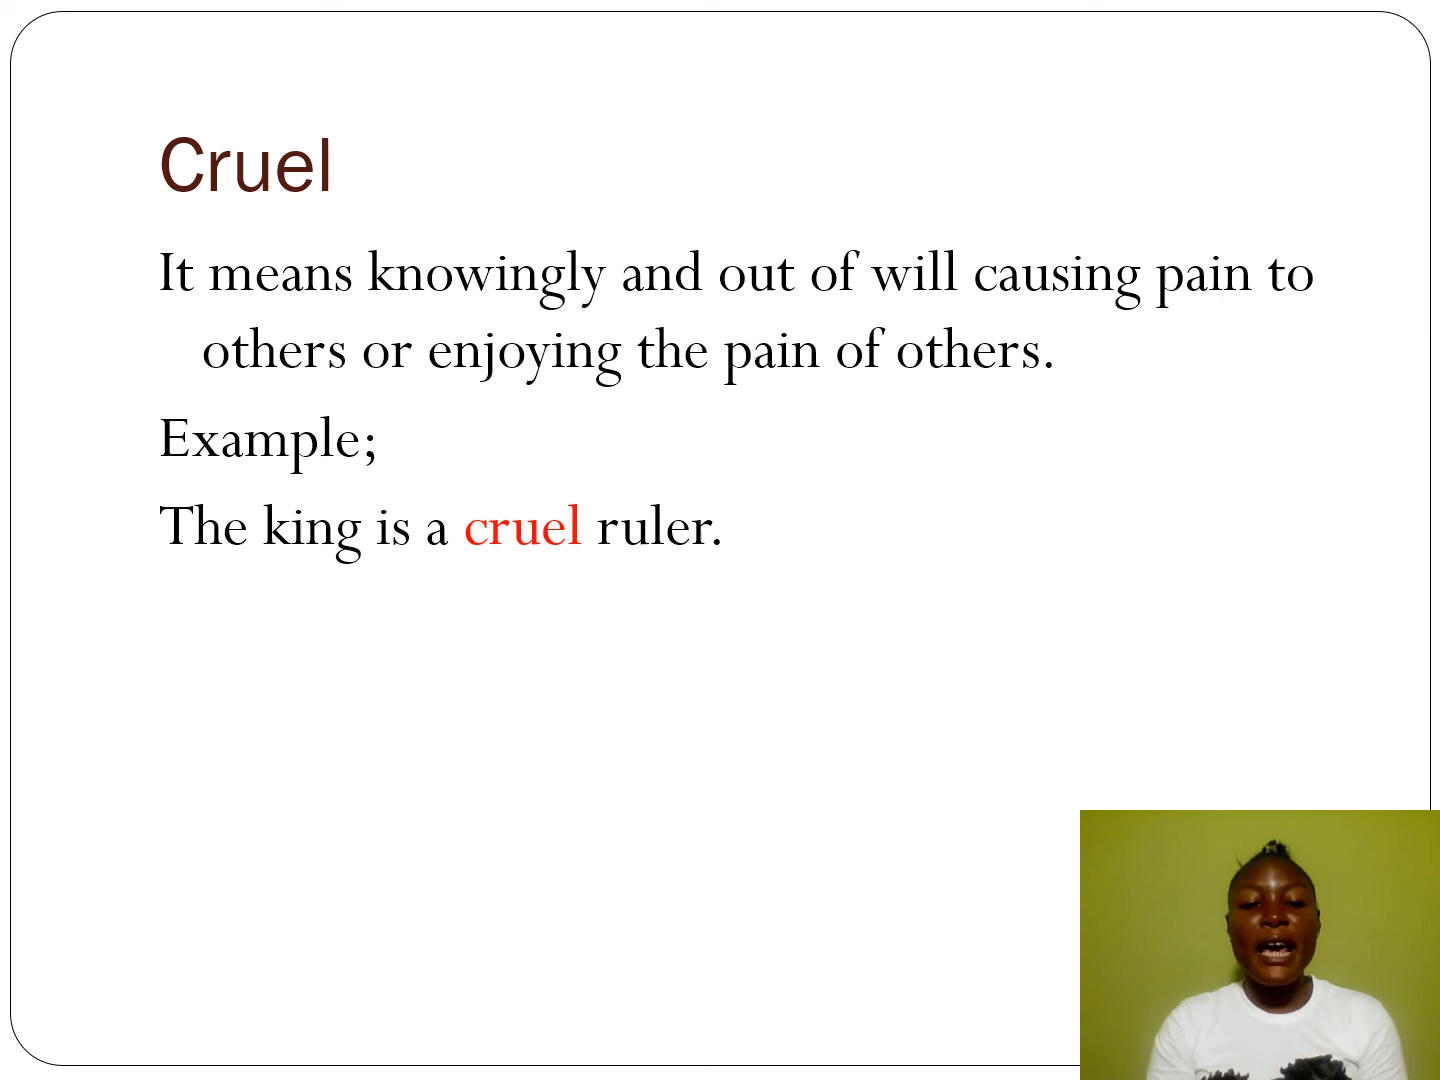 Cruel
It means knowingly and out of will causing pain to
others or enjoying the pain of others.
Example;
The king is a cruel ruler.